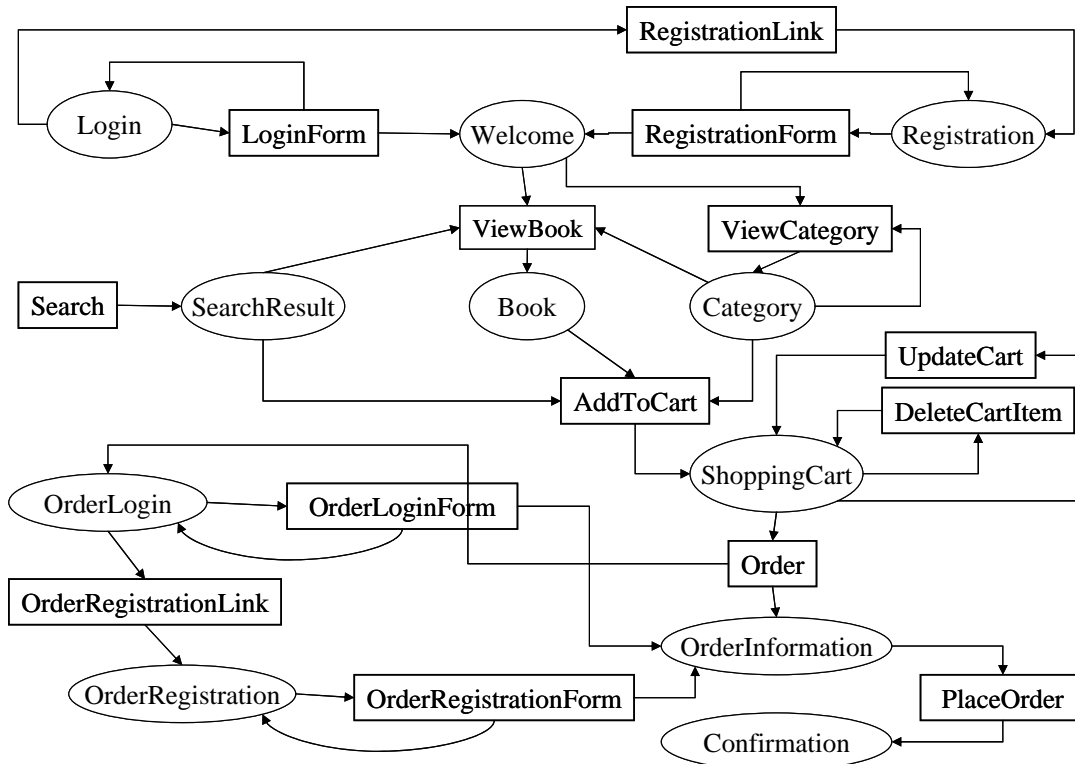 RegistrationLink
Login
LoginForm
Welcome
RegistrationForm
Registration
ViewBook
ViewCategory
Search
SearchResult
Book
Category
UpdateCart
AddToCart
DeleteCartItem
ShoppingCart
OrderLogin
OrderLoginForm
Order
OrderRegistrationLink
OrderInformation
OrderRegistration
OrderRegistrationForm
PlaceOrder
Confirmation